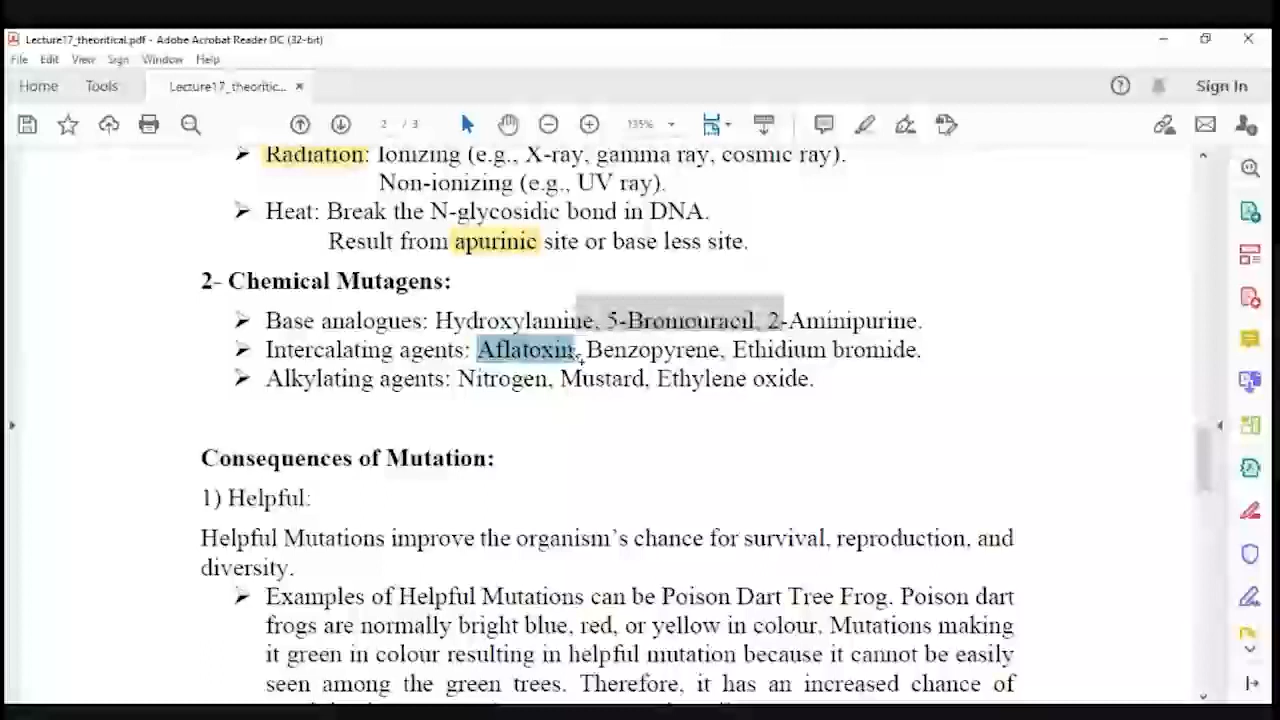 Lecture17_theoritical.pdf - Adobe Acrobat Reader DC (32-bit)
File Edit View Sign Window Help
Home Tools Lecture17_theoritic... × Sign In
2 / 3 135%
Radiation: Ionizing (e.g., X-ray, gamma ray, cosmic ray).
Non-ionizing (e.g., UV ray).
Heat: Break the N-glycosidic bond in DNA.
Result from apurinic site or base less site.
2- Chemical Mutagens:
Base analogues: Hydroxylamine, 5-Bromouracil, 2-Aminipurine.
Intercalating agents: Aflatoxin, Benzopyrene, Ethidium bromide.
Alkylating agents: Nitrogen, Mustard, Ethylene oxide.
Consequences of Mutation:
1) Helpful:
Helpful Mutations improve the organism’s chance for survival, reproduction, and
diversity.
Examples of Helpful Mutations can be Poison Dart Tree Frog. Poison dart
frogs are normally bright blue, red, or yellow in colour. Mutations making
it green in colour resulting in helpful mutation because it cannot be easily
seen among the green trees. Therefore, it has an increased chance of